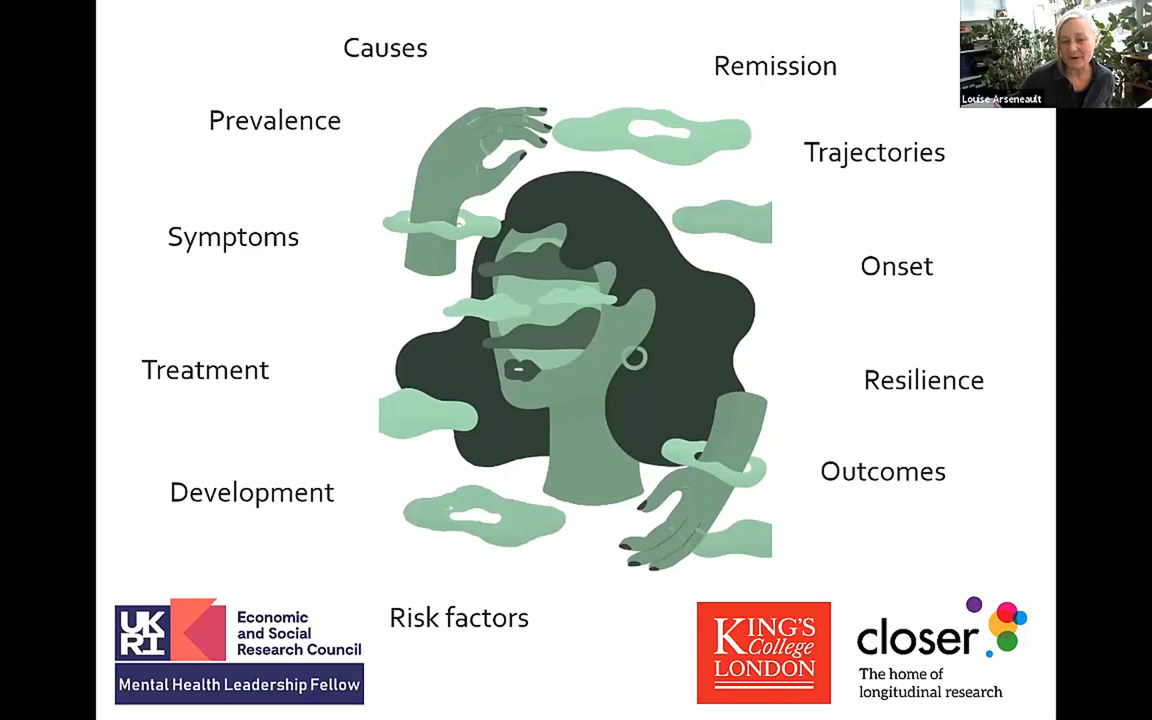 Causes
Remission
Louise Arseneault
Prevalence
Trajectories
Symptoms
Onset
Treatment
Resilience
Outcomes
Development
Risk factors
UK
RI
Economic
and Social
Research Council
Mental Health Leadership Fellow
KING'S
College
LONDON
closer
The home of
longitudinal research